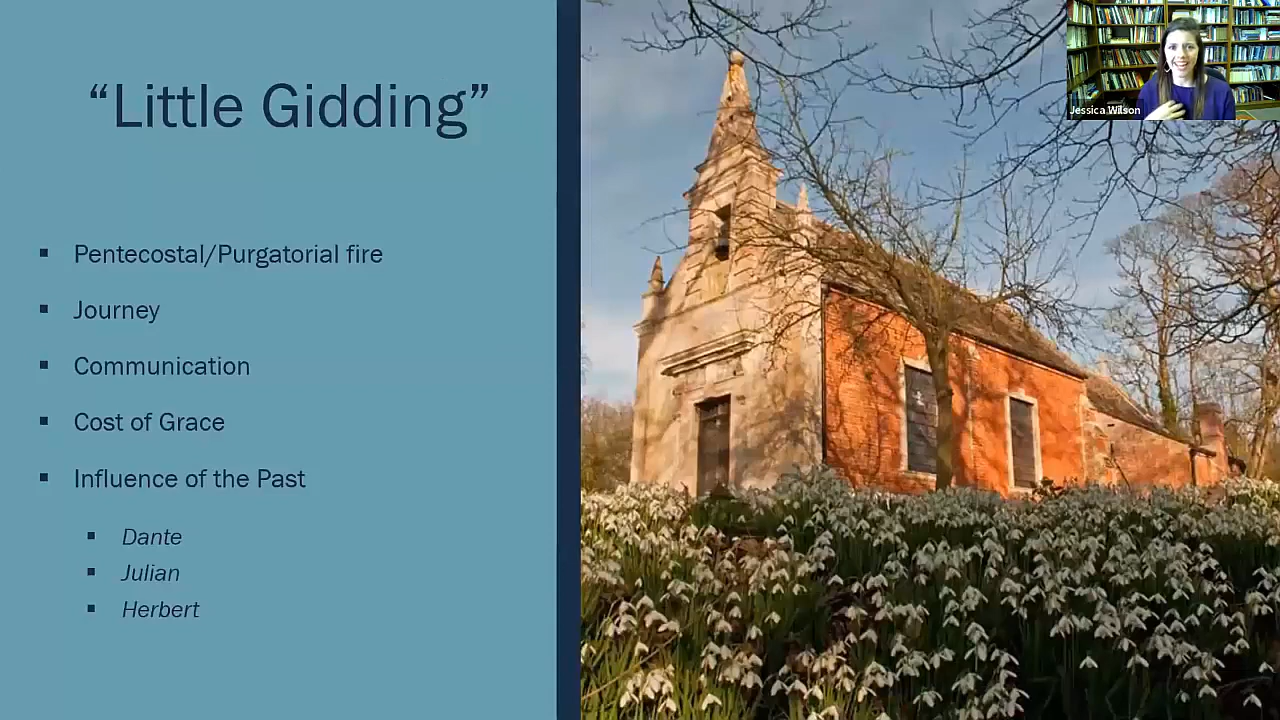 “Little Gidding”
Pentecostal/Purgatorial fire
Journey
Communication
Cost of Grace
Influence of the Past
Dante
Julian
Herbert
Jessica Wilson